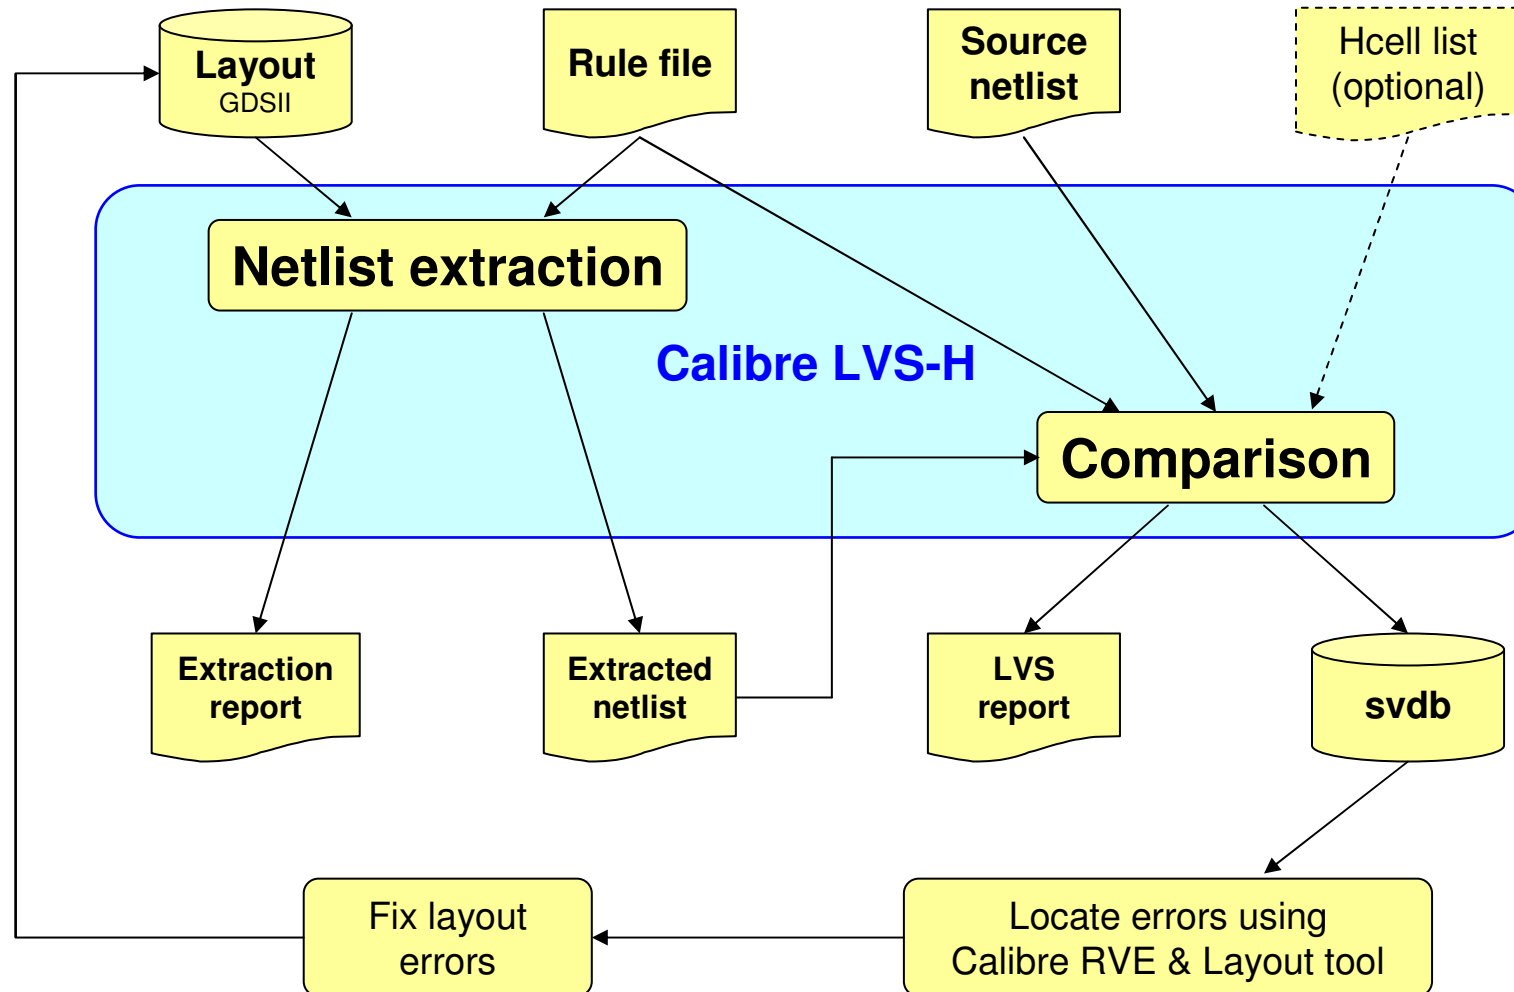 Layout
GDSII
Rule file
Source
netlist
Hcell list
(optional)
Netlist extraction
Calibre LVS-H
Comparison
Extraction
report
Extracted
netlist
LVS
report
svdb
Fix layout
errors
Locate errors using
Calibre RVE & Layout tool